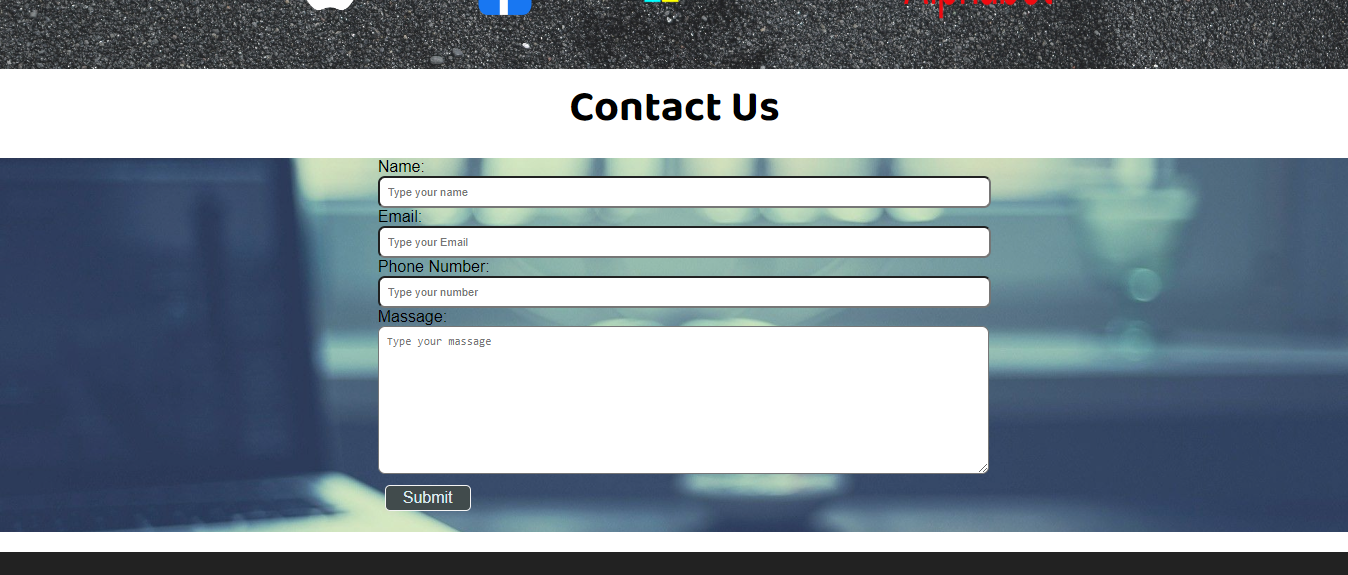 Contact Us
Name:
Type your name
Email:
Type your Email
Phone Number:
Type your number
Massage:
Type your massage
Submit